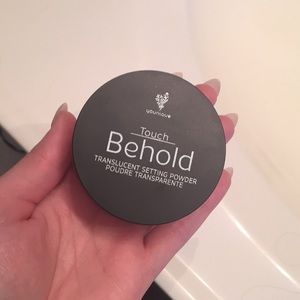 younique
Touch
Behold
TRANSLUCENT SETTING POWDER
POUDRE TRANSPARENTE